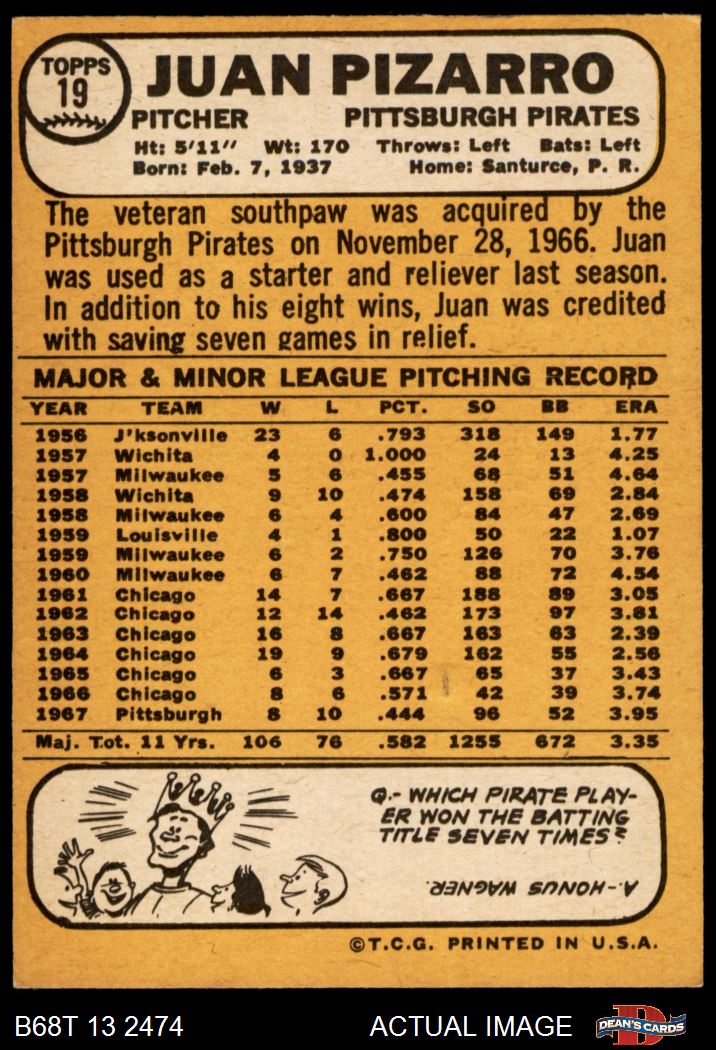 TOPPS
19
JUAN PIZARRO
PITCHER PITTSBURGH PIRATES
Ht: 5'11" Wt: 170 Throws: Left Bats: Left
Born: Feb. 7, 1937 Home: Santurce, P. R.
The veteran southpaw was acquired by the
Pittsburgh Pirates on November 28, 1966. Juan
was used as a starter and reliever last season.
In addition to his eight wins, Juan was credited
with saving seven games in relief.
MAJOR & MINOR LEAGUE PITCHING RECORD
YEAR TEAM W L PCT. SO BB ERA
1956 J'ksonville 23 6 .793 318 149 1.77
1957 Wichita 4 0 1.000 24 13 4.25
1957 Milwaukee 5 6 .455 68 51 4.64
1958 Wichita 9 10 .474 158 69 2.84
1958 Milwaukee 6 4 .600 84 47 2.69
1959 Louisville 4 1 .800 50 22 1.07
1959 Milwaukee 6 2 .750 126 70 3.76
1960 Milwaukee 6 7 .462 88 72 4.54
1961 Chicago 14 7 .667 188 89 3.05
1962 Chicago 12 14 .462 173 97 3.81
1963 Chicago 16 8 .667 163 63 2.39
1964 Chicago 19 9 .679 162 55 2.56
1965 Chicago 6 3 .667 65 37 3.43
1966 Chicago 8 6 .571 42 39 3.74
1967 Pittsburgh 8 10 .444 96 52 3.95
Maj. Tot. 11 Yrs. 106 76 .582 1255 672 3.35
Q.- WHICH PIRATE PLAY-
ER WON THE BATTING
TITLE SEVEN TIMES?
A.-HONUS WAGNER.
©T.C.G. PRINTED IN U.S.A.
B68T 13 2474 ACTUAL IMAGE DEAN'S CARDS